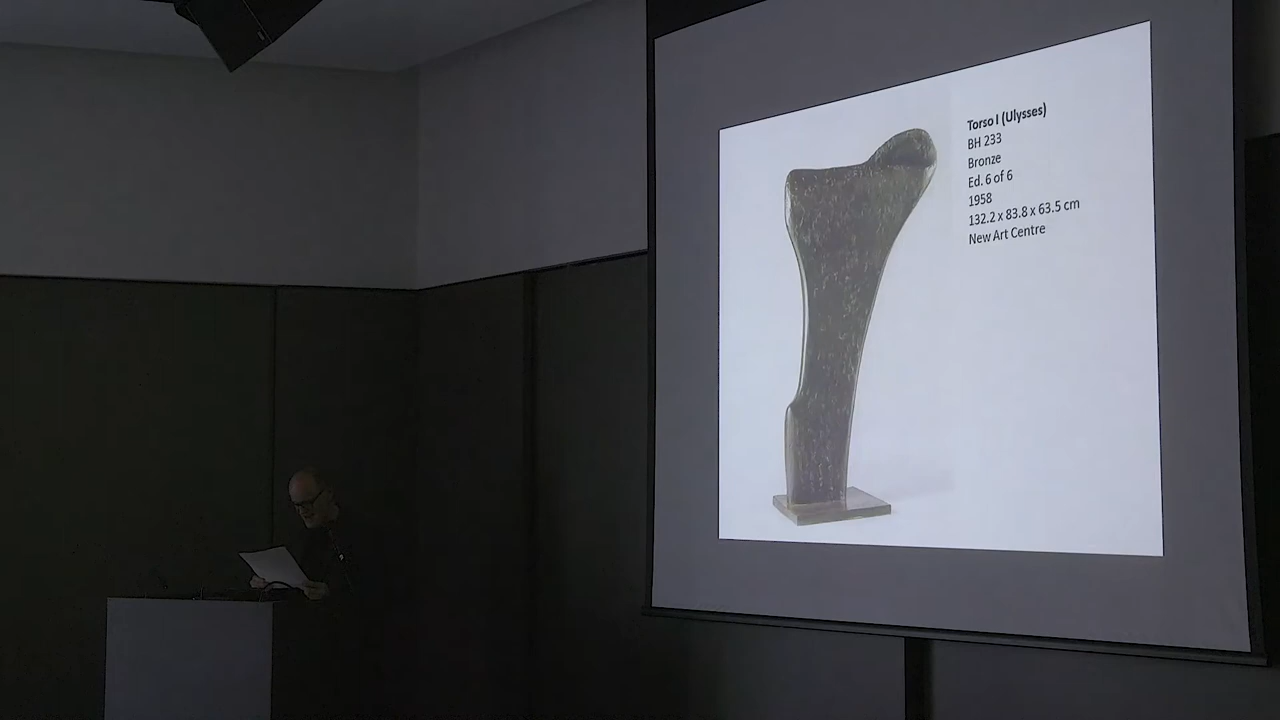 Torso I (Ulysses)
BH 233
Bronze
Ed. 6 of 6
1958
132.2 x 83.8 x 63.5 cm
New Art Centre